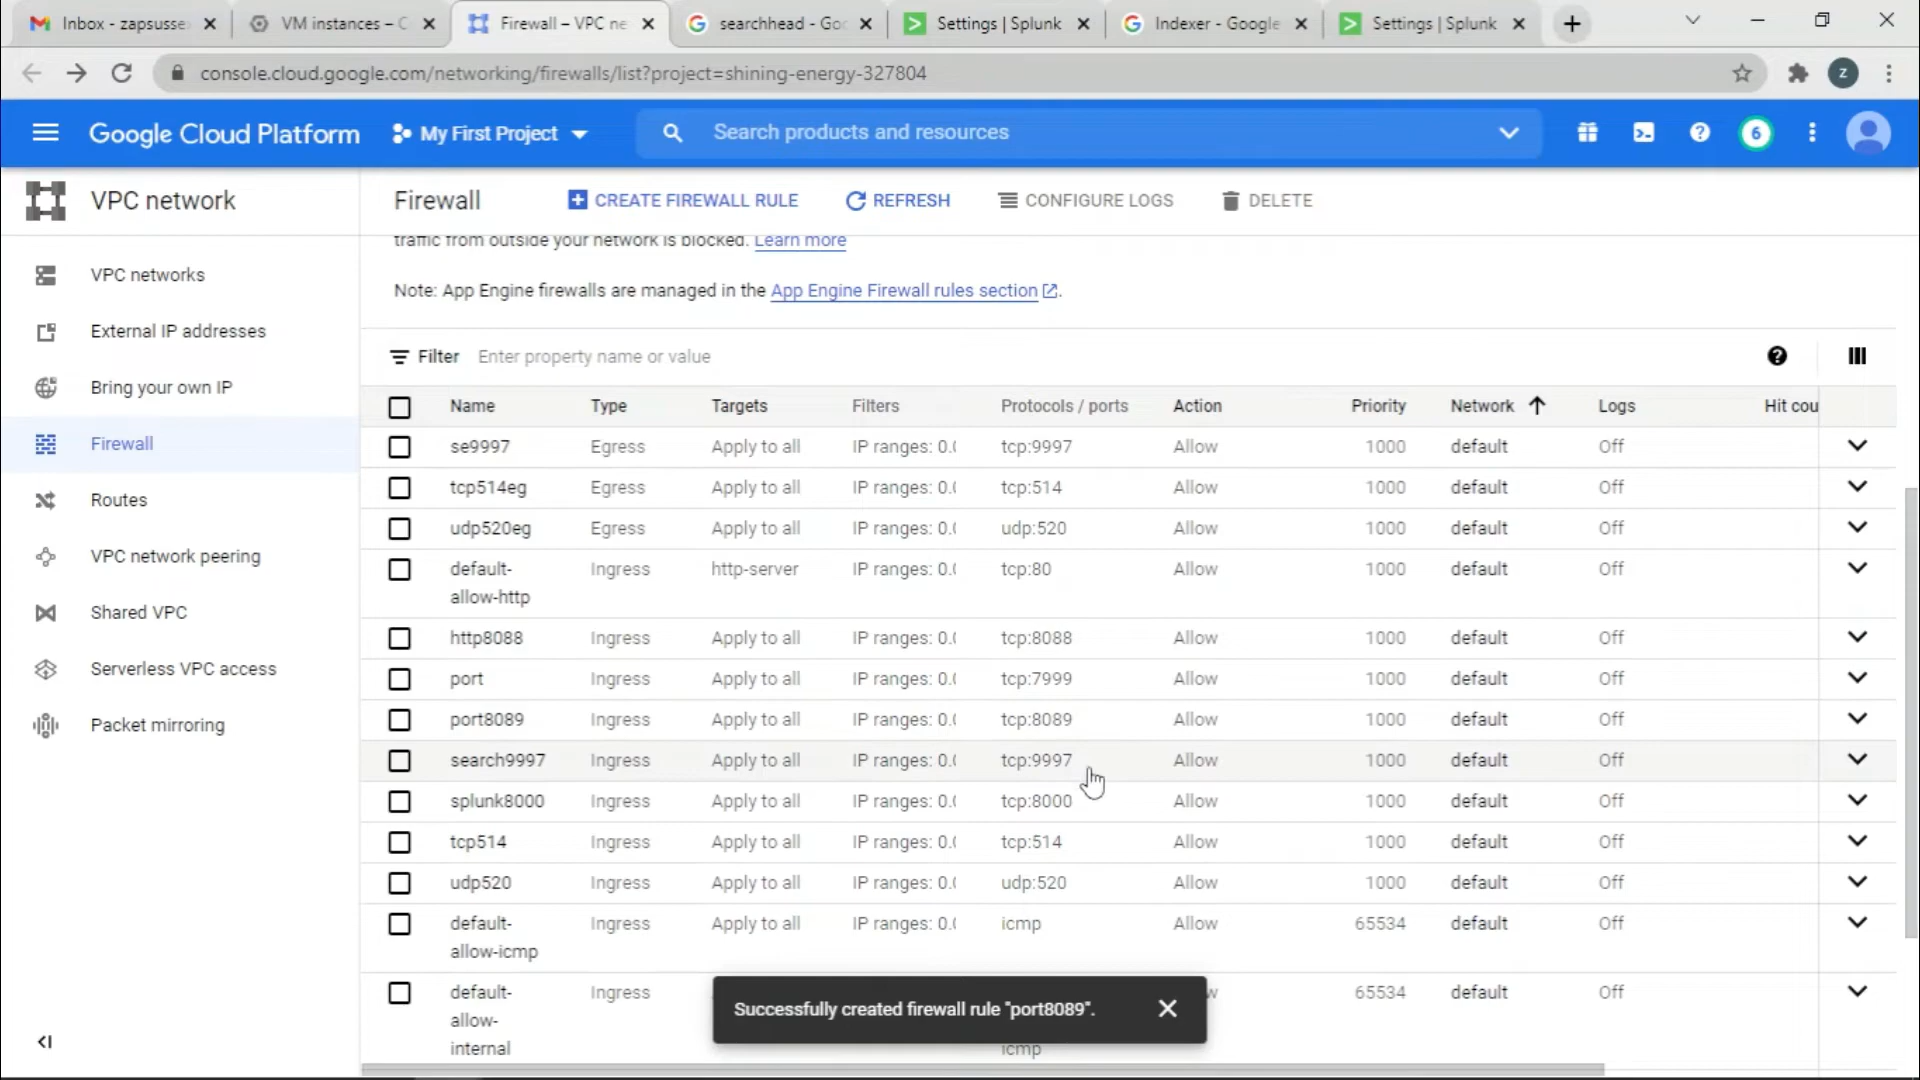 Inbox - zapsusse
VM instances – C
Firewall – VPC ne
searchhead - Goo
Settings | Splunk
Indexer - Google
Settings | Splunk
console.cloud.google.com/networking/firewalls/list?project=shining-energy-327804
z
Google Cloud Platform
My First Project
Search products and resources
6
VPC network
Firewall
CREATE FIREWALL RULE
REFRESH
CONFIGURE LOGS
DELETE
VPC networks
External IP addresses
Bring your own IP
Firewall
Routes
VPC network peering
Shared VPC
Serverless VPC access
Packet mirroring
traffic from outside your network is blocked. Learn more
Note: App Engine firewalls are managed in the App Engine Firewall rules section.
Filter Enter property name or value
Name Type Targets Filters Protocols / ports Action Priority Network Logs Hit cou
se9997 Egress Apply to all IP ranges: 0.( tcp:9997 Allow 1000 default Off
tcp514eg Egress Apply to all IP ranges: 0.( tcp:514 Allow 1000 default Off
udp520eg Egress Apply to all IP ranges: 0.( udp:520 Allow 1000 default Off
default- Ingress http-server IP ranges: 0.( tcp:80 Allow 1000 default Off
allow-http
http8088 Ingress Apply to all IP ranges: 0.( tcp:8088 Allow 1000 default Off
port Ingress Apply to all IP ranges: 0.( tcp:7999 Allow 1000 default Off
port8089 Ingress Apply to all IP ranges: 0.( tcp:8089 Allow 1000 default Off
search9997 Ingress Apply to all IP ranges: 0.( tcp:9997 Allow 1000 default Off
splunk8000 Ingress Apply to all IP ranges: 0.( tcp:8000 Allow 1000 default Off
tcp514 Ingress Apply to all IP ranges: 0.( tcp:514 Allow 1000 default Off
udp520 Ingress Apply to all IP ranges: 0.( udp:520 Allow 1000 default Off
default- Ingress Apply to all IP ranges: 0.( icmp Allow 65534 default Off
allow-icmp
default- Ingress 65534 default Off
allow-
internal icmp
Successfully created firewall rule "port8089".